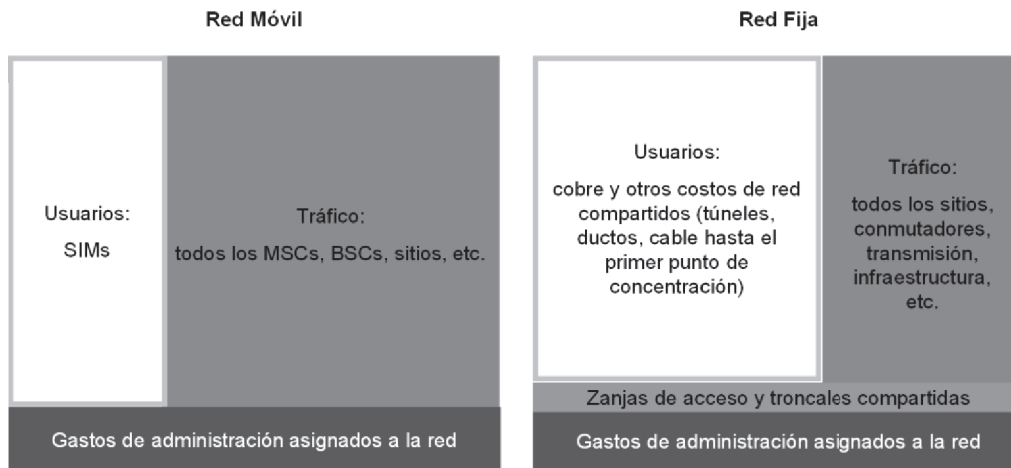 Red Móvil
Usuarios:
SIMs
Tráfico:
todos los MSCs, BSCs, sitios, etc.
Gastos de administración asignados a la red
Red Fija
Usuarios:
cobre y otros costos de red
compartidos (túneles,
ductos, cable hasta el
primer punto de
concentración)
Tráfico:
todos los sitios,
conmutadores,
transmisión,
infraestructura,
etc.
Zanjas de acceso y troncales compartidas
Gastos de administración asignados a la red